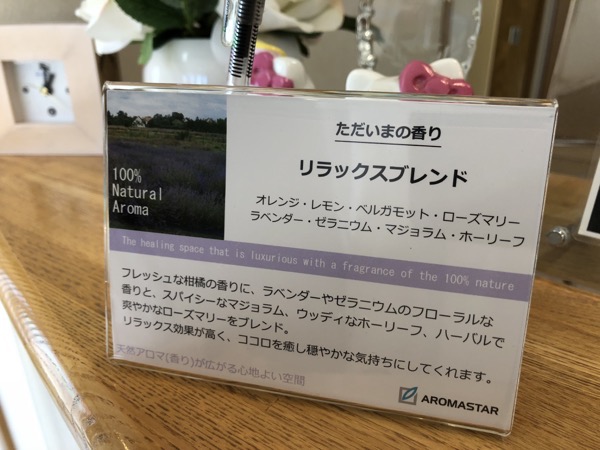 ただいまの香り
リラックスブレンド
オレンジ・レモン・ベルガモット・ローズマリー
ラベンダー・ゼラニウム・マジョラム・ホーリーフ
100%
Natural
Aroma
The healing space that is luxurious with a fragrance of the 100% nature
フレッシュな柑橘の香りに、ラベンダーやゼラニウムのフローラルな
香りと、スパイシーなマジョラム、ウッディなホーリーフ、ハーバルで
爽やかなローズマリーをブレンド。
リラックス効果が高く、ココロを癒し穏やかな気持ちにしてくれます。
天然アロマ(香り)が広がる心地よい空間
AROMASTAR